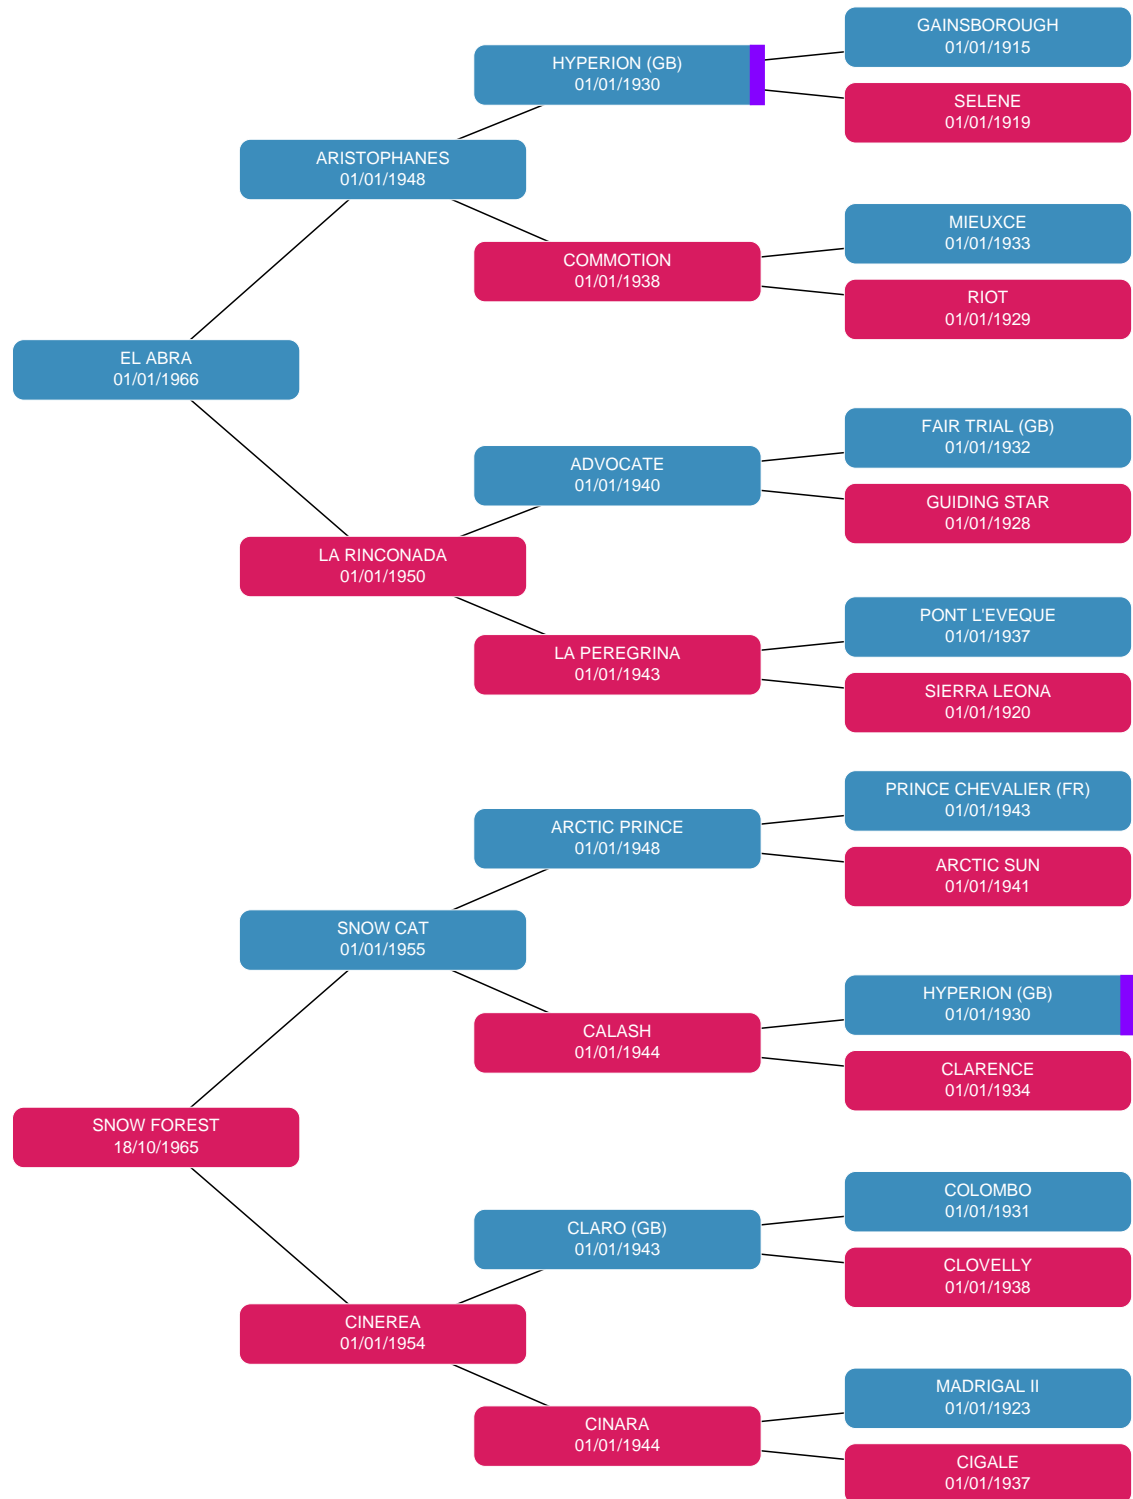 GAINSBOROUGH
01/01/1915
HYPERION (GB)
01/01/1930
SELENE
01/01/1919
ARISTOPHANES
01/01/1948
MIEUXCE
01/01/1933
COMMOTION
01/01/1938
RIOT
01/01/1929
EL ABRA
01/01/1966
FAIR TRIAL (GB)
01/01/1932
ADVOCATE
01/01/1940
GUIDING STAR
01/01/1928
LA RINCONADA
01/01/1950
PONT L'EVEQUE
01/01/1937
LA PEREGRINA
01/01/1943
SIERRA LEONA
01/01/1920
PRINCE CHEVALIER (FR)
01/01/1943
ARCTIC PRINCE
01/01/1948
ARCTIC SUN
01/01/1941
SNOW CAT
01/01/1955
HYPERION (GB)
01/01/1930
CALASH
01/01/1944
CLARENCE
01/01/1934
SNOW FOREST
18/10/1965
COLOMBO
01/01/1931
CLARO (GB)
01/01/1943
CLOVELLY
01/01/1938
CINEREA
01/01/1954
MADRIGAL II
01/01/1923
CINARA
01/01/1944
CIGALE
01/01/1937